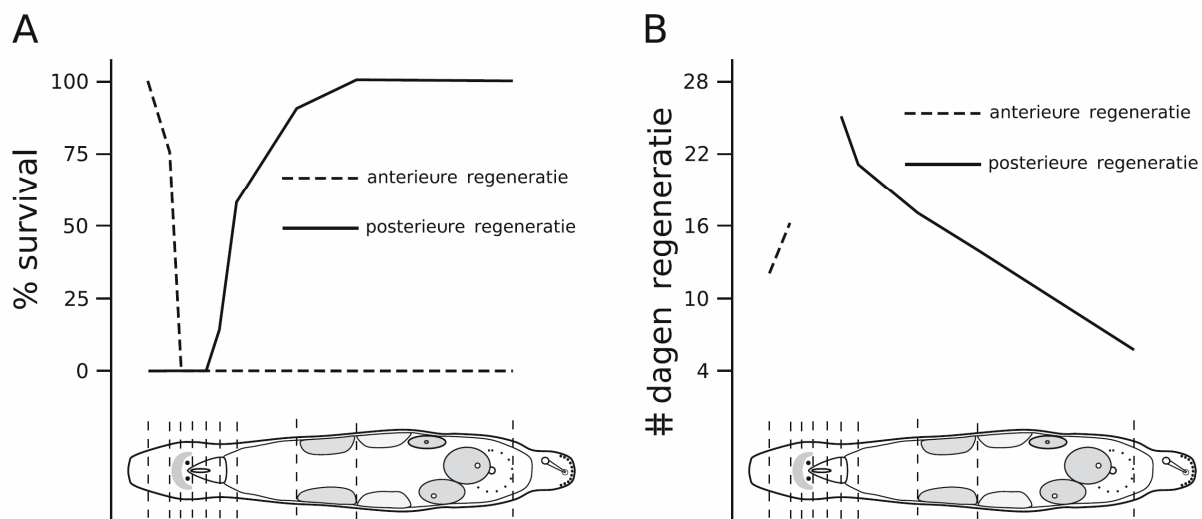 A
% survival
100
75
50
25
0
anterieure regeneratie
posterieure regeneratie
B
# dagen regeneratie
28
22
16
10
4
anterieure regeneratie
posterieure regeneratie